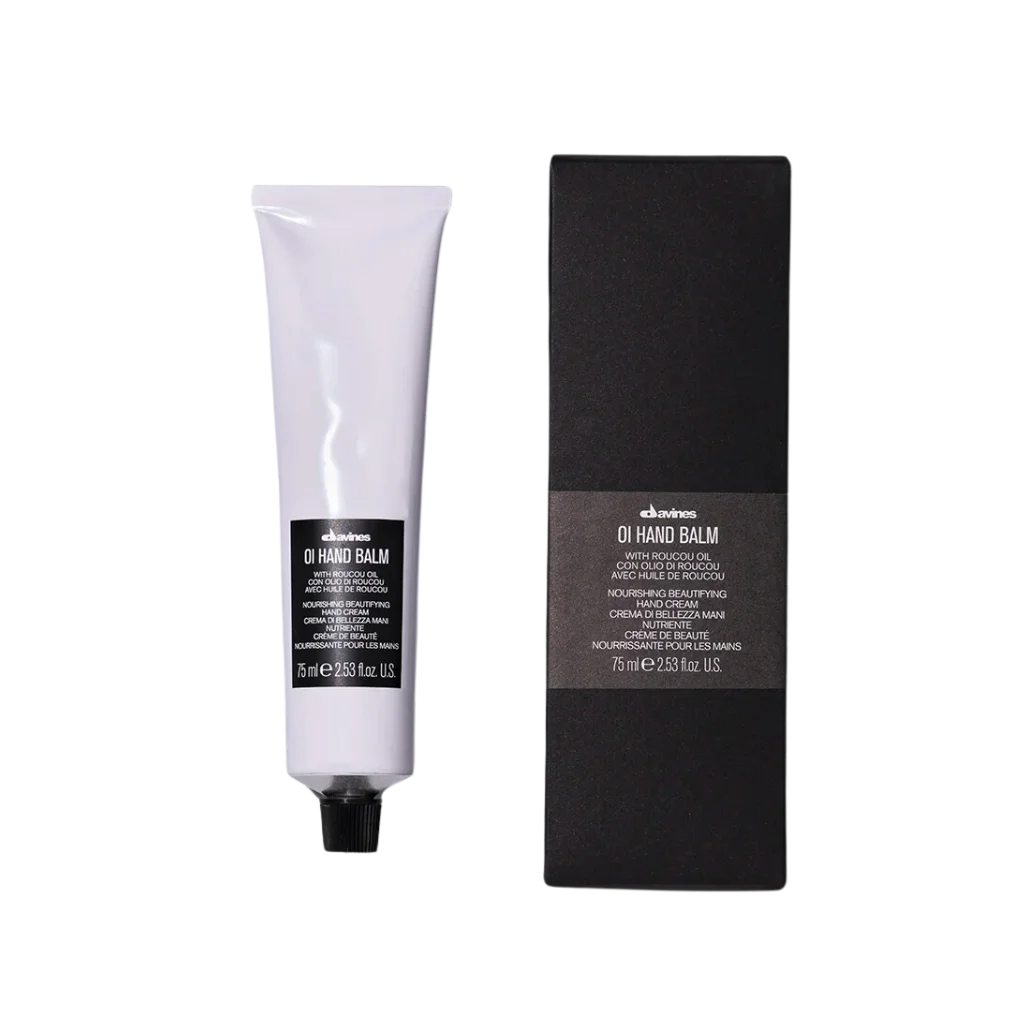 davines
OI HAND BALM
WITH ROUCOU OIL
CON OLIO DI ROUCOU
AVEC HUILE DE ROUCOU
NOURISHING BEAUTIFYING
HAND CREAM
CREMA DI BELLEZZA MANI
NUTRIENTE
CRÈME DE BEAUTÉ
NOURRISSANTE POUR LES MAINS
75 ml ℮ 2.53 fl.oz. U.S.
davines
OI HAND BALM
WITH ROUCOU OIL
CON OLIO DI ROUCOU
AVEC HUILE DE ROUCOU
NOURISHING BEAUTIFYING
HAND CREAM
CREMA DI BELLEZZA MANI
NUTRIENTE
CRÈME DE BEAUTÉ
NOURRISSANTE POUR LES MAINS
75 ml ℮ 2.53 fl.oz. U.S.